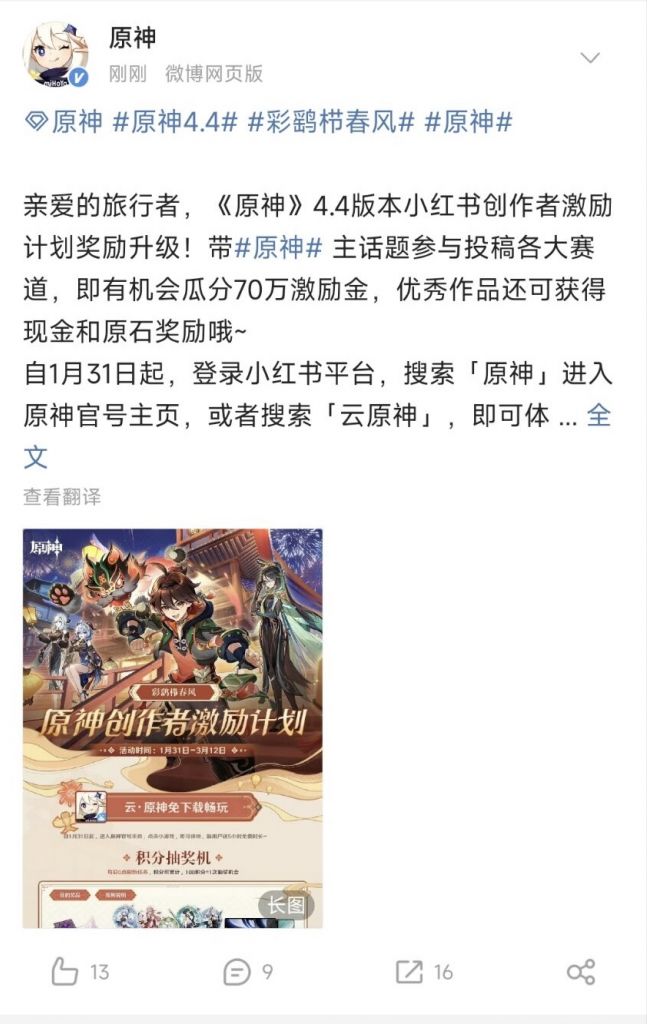 原神
刚刚 微博网页版
原神 #原神4.4# #彩鹞栉春风# #原神#
亲爱的旅行者，《原神》4.4版本小红书创作者激励
计划奖励升级！带#原神# 主话题参与投稿各大赛
道，即有机会瓜分70万激励金，优秀作品还可获得
现金和原石奖励哦~
自1月31日起，登录小红书平台，搜索「原神」进入
原神官号主页，或者搜索「云原神」，即可体 ... 全
文
查看翻译
原神
彩鹞栉春风
原神创作者激励计划
活动时间：1月31日-3月12日
云·原神免下载畅玩
积分抽奖机
长图
13
9
16